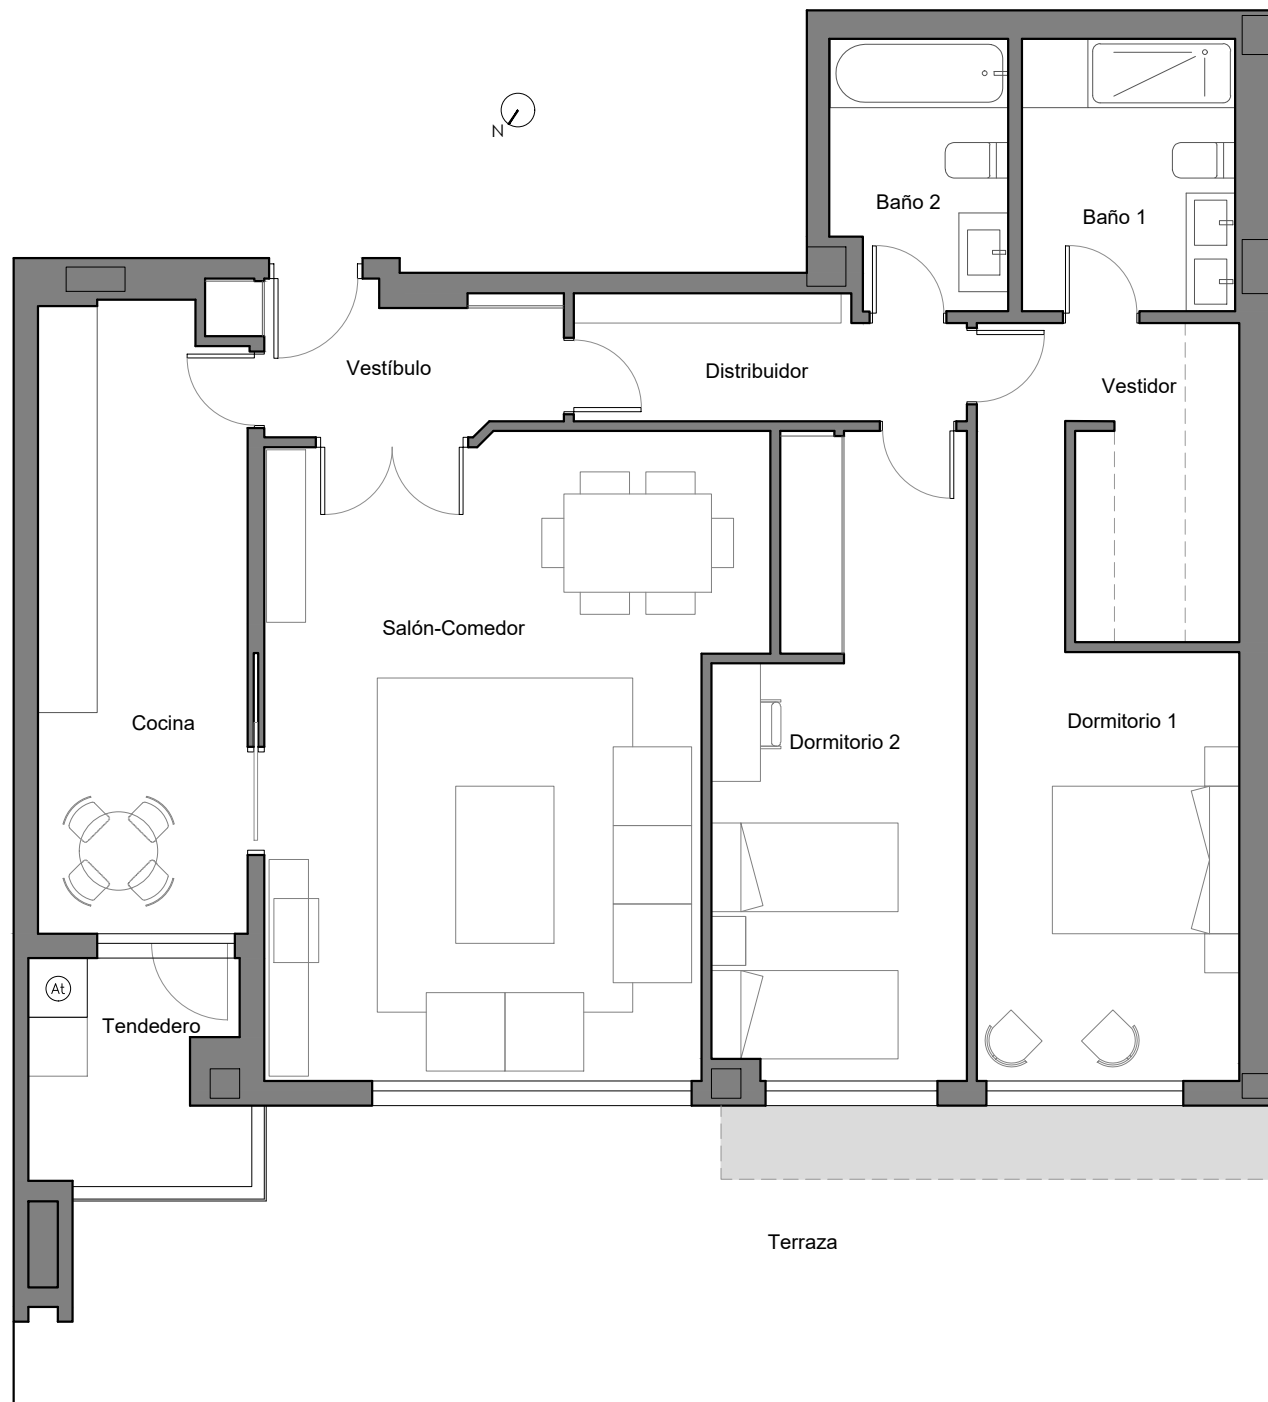 N
Baño 2
Baño 1
Vestíbulo
Distribuidor
Vestidor
Salón-Comedor
Cocina
Dormitorio 2
Dormitorio 1
At
Tendedero
Terraza